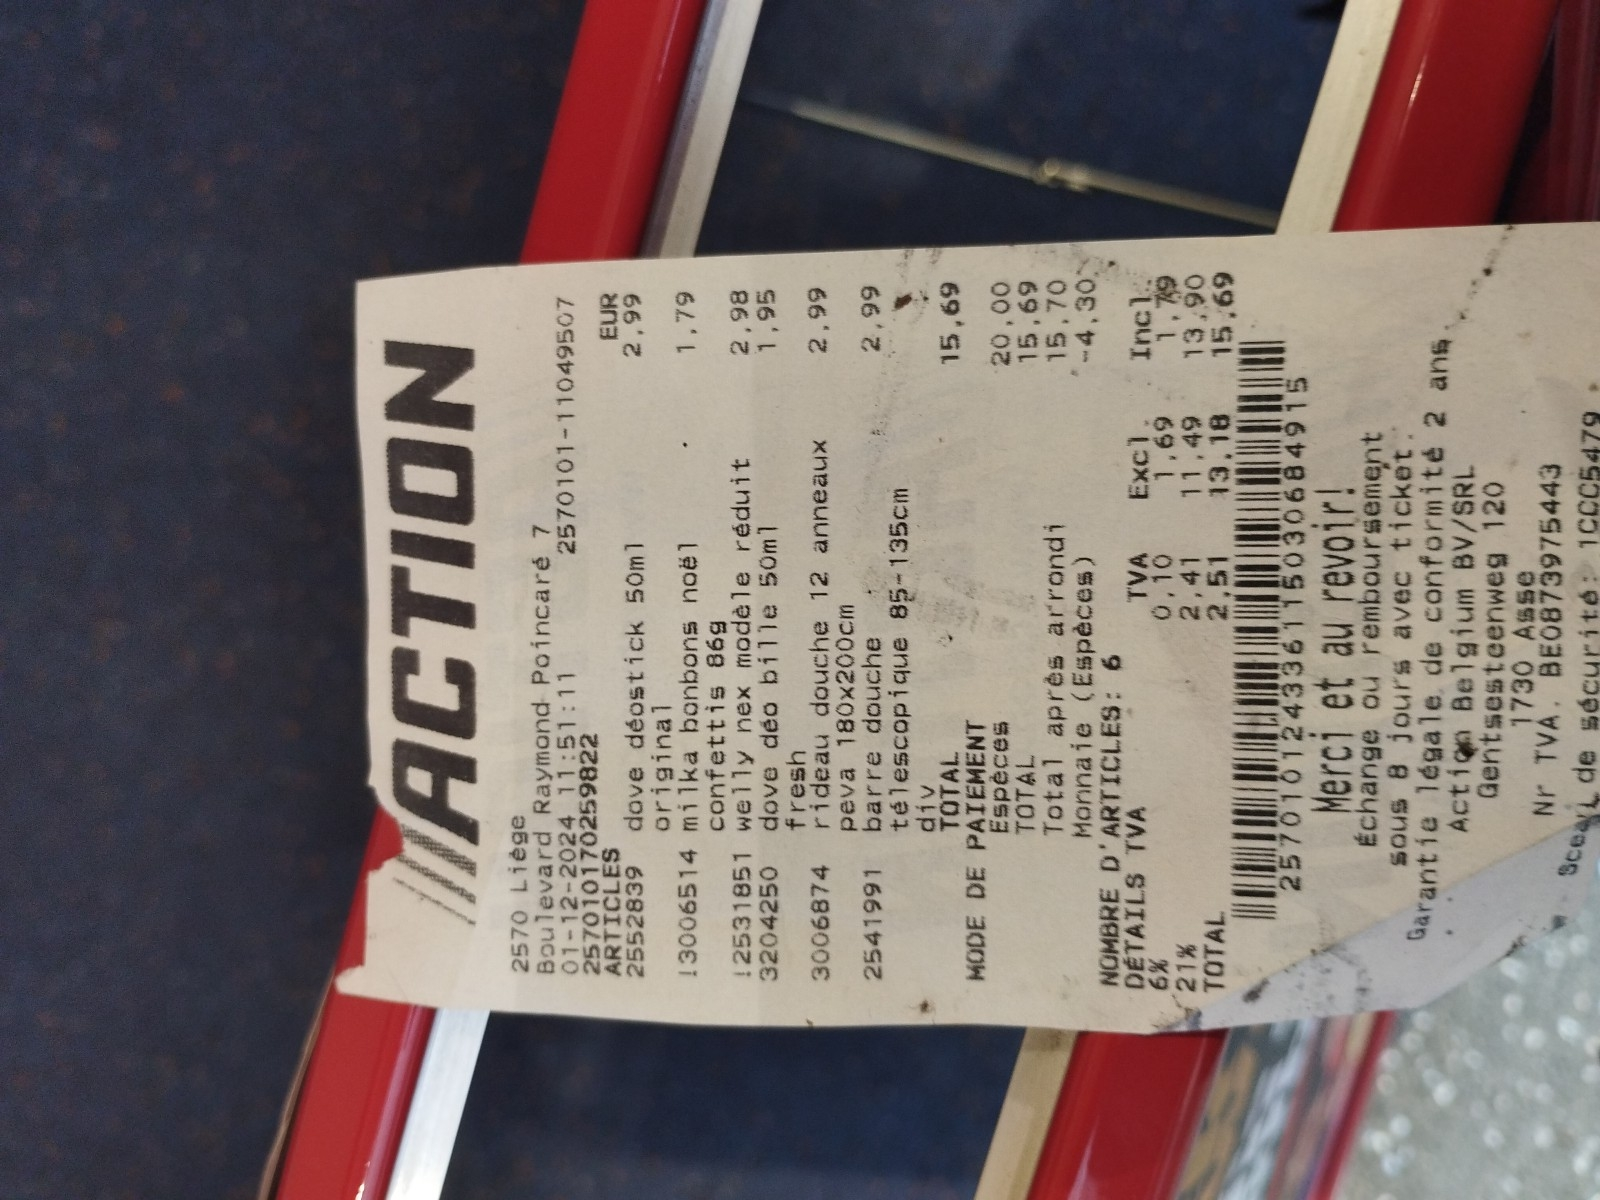 ACTION
2570 Liège
Boulevard Raymond Poincaré 7
01-12-2024 11:51:11 2570101-11049507
2570101702259822
ARTICLES EUR
2552839 dove déostick 50ml 2,99
original
!3006514 milka bonbons noël 1,79
confettis 86g
!2531851 welly nex modèle réduit 2,98
3204250 dove déo bille 50ml 1,95
fresh
3006874 rideau douche 12 anneaux 2,99
peva 180x200cm
2541991 barre douche 2,99
télescopique 85-135cm
div
TOTAL 15,69
MODE DE PAIEMENT
Espèces 20,00
TOTAL 15,69
Total après arrondi 15,70
Monnaie (Espèces) -4,30
NOMBRE D'ARTICLES: 6
DÉTAILS TVA TVA Excl. Incl.
6% 0,10 1,69 1,79
21% 2,41 11,49 13,90
TOTAL 2,51 13,18 15,69
Merci et au revoir!
Échange ou remboursement
sous 8 jours avec ticket.
Garantie légale de conformité 2 ans.
Action Belgium BV/SRL
Gentsesteenweg 120
1730 Asse
Nr TVA. BE0873975443
Sceau de sécurité: 1CCC5479